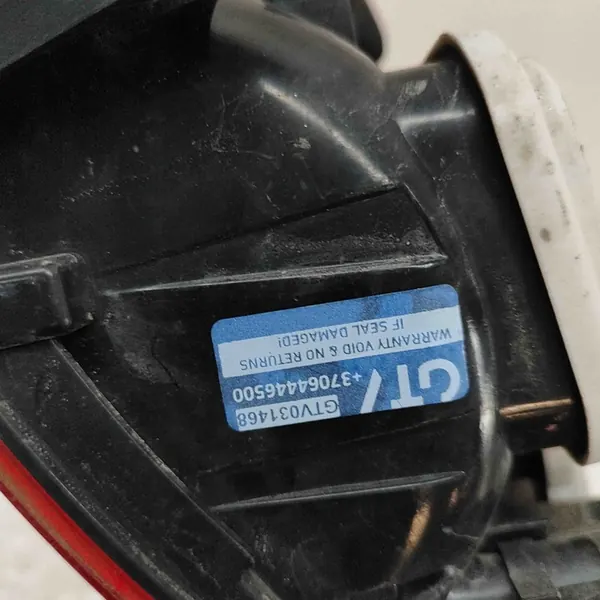 GTV031468
+37064446500
GTV
WARRANTY VOID & NO RETURNS
IF SEAL DAMAGED!